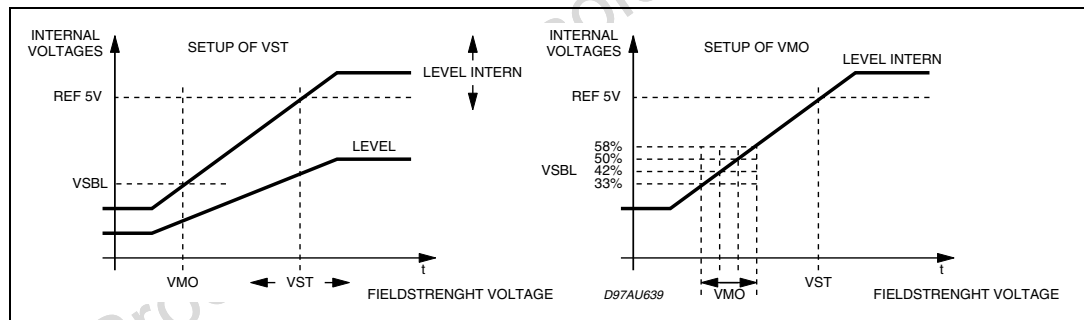 INTERNAL
VOLTAGES
SETUP OF VST
LEVEL INTERN
REF 5V
LEVEL
VSBL
t
VMO
VST
FIELDSTRENGHT VOLTAGE
INTERNAL
VOLTAGES
SETUP OF VMO
LEVEL INTERN
REF 5V
58%
50%
VSBL
42%
33%
t
D97AU639
VMO
VST
FIELDSTRENGHT VOLTAGE